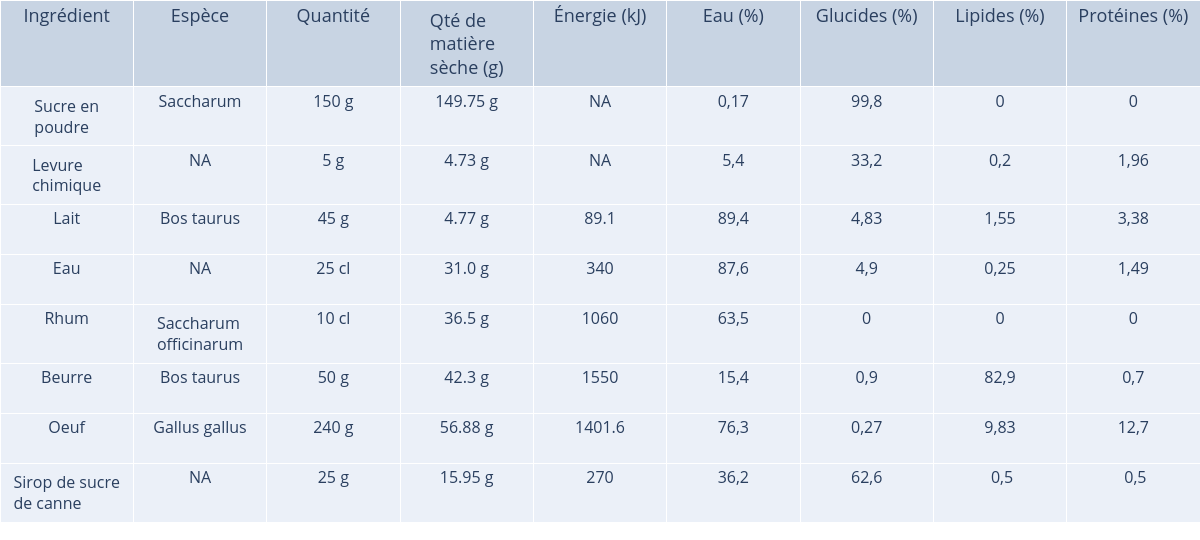 Ingrédient Espèce Quantité Qté de matière sèche (g) Énergie (kJ) Eau (%) Glucides (%) Lipides (%) Protéines (%)
Sucre en poudre Saccharum 150 g 149.75 g NA 0,17 99,8 0 0
Levure chimique NA 5 g 4.73 g NA 5,4 33,2 0,2 1,96
Lait Bos taurus 45 g 4.77 g 89.1 89,4 4,83 1,55 3,38
Eau NA 25 cl 31.0 g 340 87,6 4,9 0,25 1,49
Rhum Saccharum officinarum 10 cl 36.5 g 1060 63,5 0 0 0
Beurre Bos taurus 50 g 42.3 g 1550 15,4 0,9 82,9 0,7
Oeuf Gallus gallus 240 g 56.88 g 1401.6 76,3 0,27 9,83 12,7
Sirop de sucre de canne NA 25 g 15.95 g 270 36,2 62,6 0,5 0,5